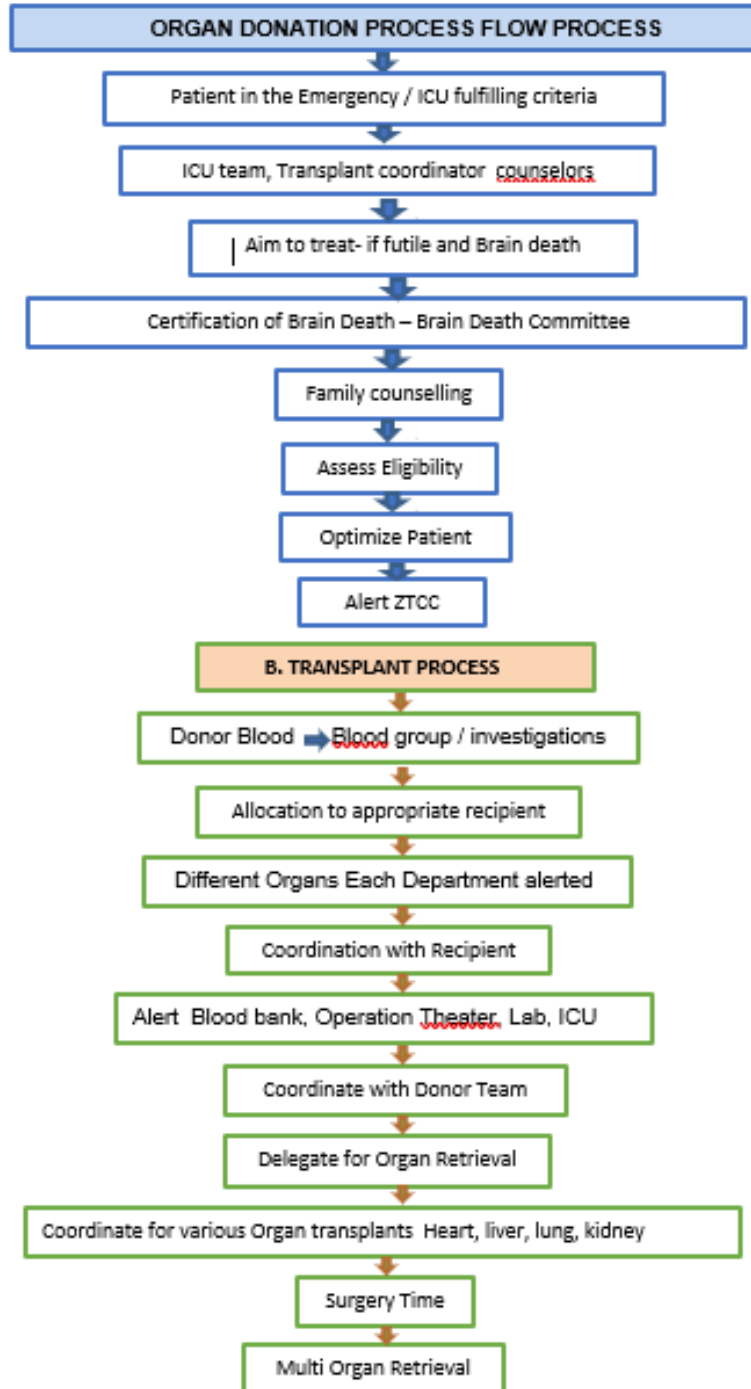 ORGAN DONATION PROCESS FLOW PROCESS
Patient in the Emergency / ICU fulfilling criteria
ICU team, Transplant coordinator counselors
Aim to treat- if futile and Brain death
Certification of Brain Death – Brain Death Committee
Family counselling
Assess Eligibility
Optimize Patient
Alert ZTCC
B. TRANSPLANT PROCESS
Donor Blood Blood group / investigations
Allocation to appropriate recipient
Different Organs Each Department alerted
Coordination with Recipient
Alert Blood bank, Operation Theater, Lab, ICU
Coordinate with Donor Team
Delegate for Organ Retrieval
Coordinate for various Organ transplants Heart, liver, lung, kidney
Surgery Time
Multi Organ Retrieval